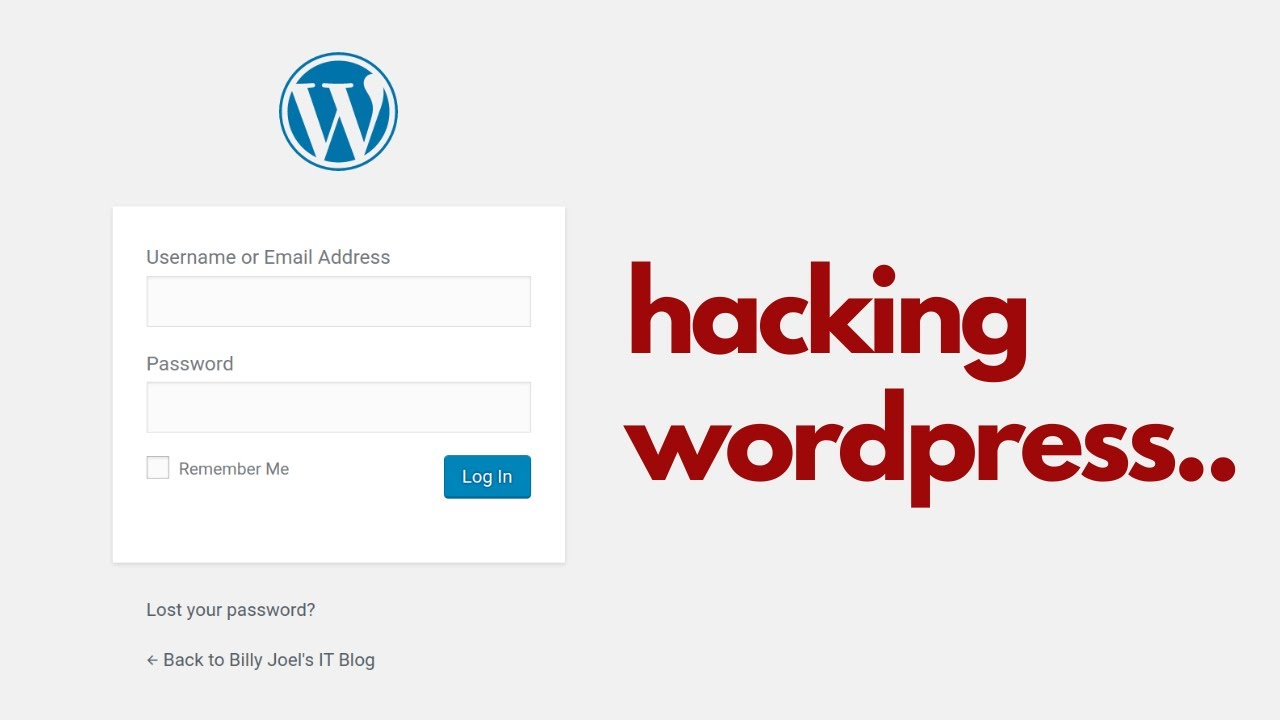 Username or Email Address
Password
Remember Me
Log In
Lost your password?
← Back to Billy Joel's IT Blog
hacking
wordpress..